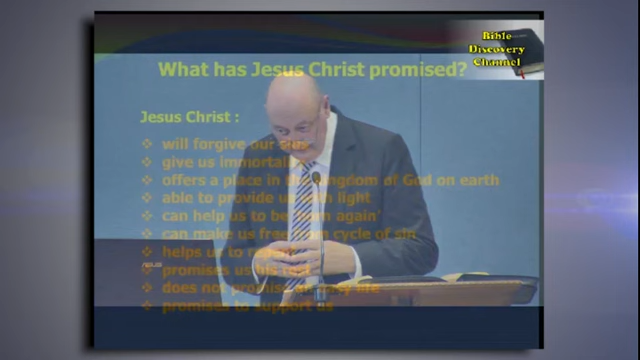 Bible
Discovery
Channel
What has Jesus Christ promised?
Jesus Christ :
❖ will forgive our sins
❖ give us immortality
❖ offers a place in the kingdom of God on earth
❖ able to provide us with light
❖ can help us to be 'born again'
❖ can make us free from cycle of sin
❖ helps us to
❖ promises us his rest
❖ does not promise an easy life
❖ promises to support us